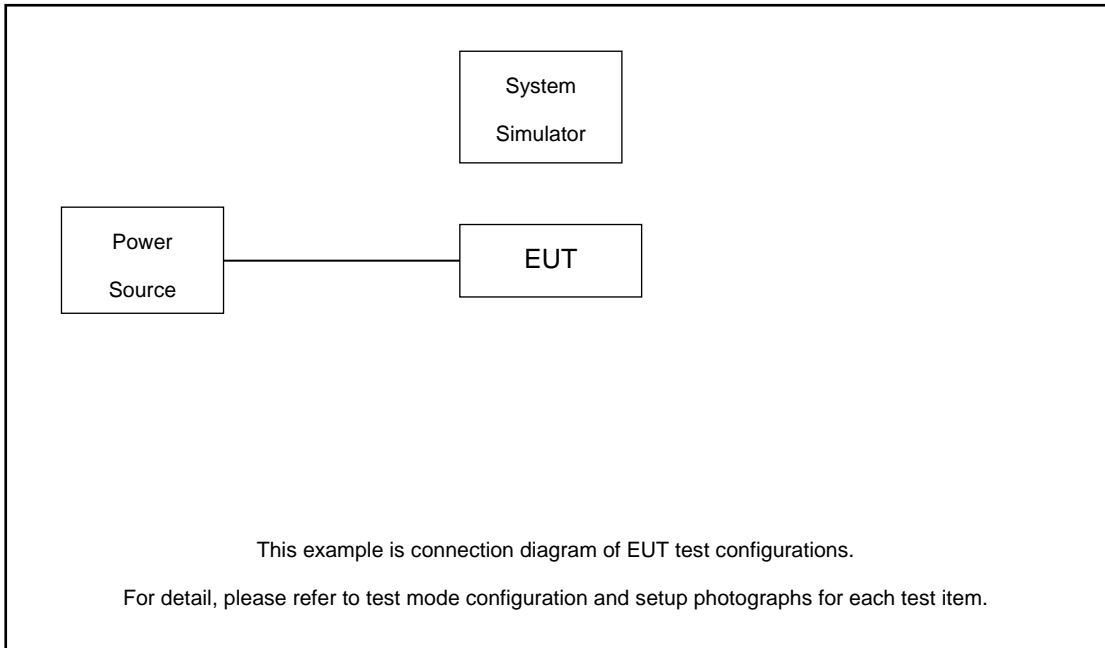 System
Simulator
Power
Source
EUT
This example is connection diagram of EUT test configurations.
For detail, please refer to test mode configuration and setup photographs for each test item.